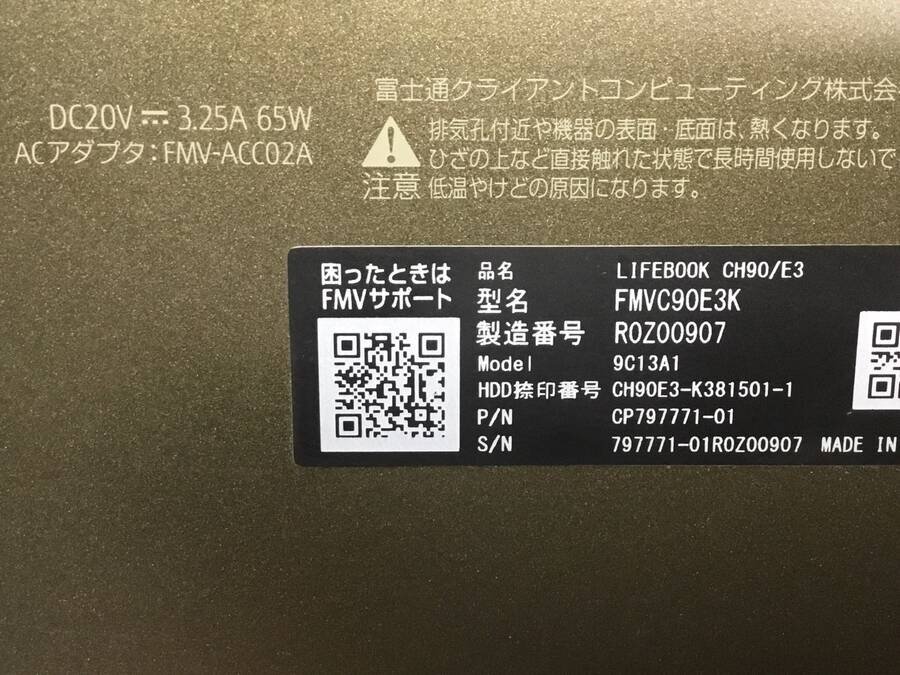 DC20V ⎓ 3.25A 65W
ACアダプタ：FMV-ACC02A
富士通クライアントコンピューティング株式会
注意
排気孔付近や機器の表面・底面は、熱くなります。
ひざの上など直接触れた状態で長時間使用しないで
低温やけどの原因になります。
困ったときは
FMVサポート
品名 LIFEBOOK CH90/E3
型名 FMVC90E3K
製造番号 R0Z00907
Model 9C13A1
HDD捺印番号 CH90E3-K381501-1
P/N CP797771-01
S/N 797771-01R0Z00907 MADE IN